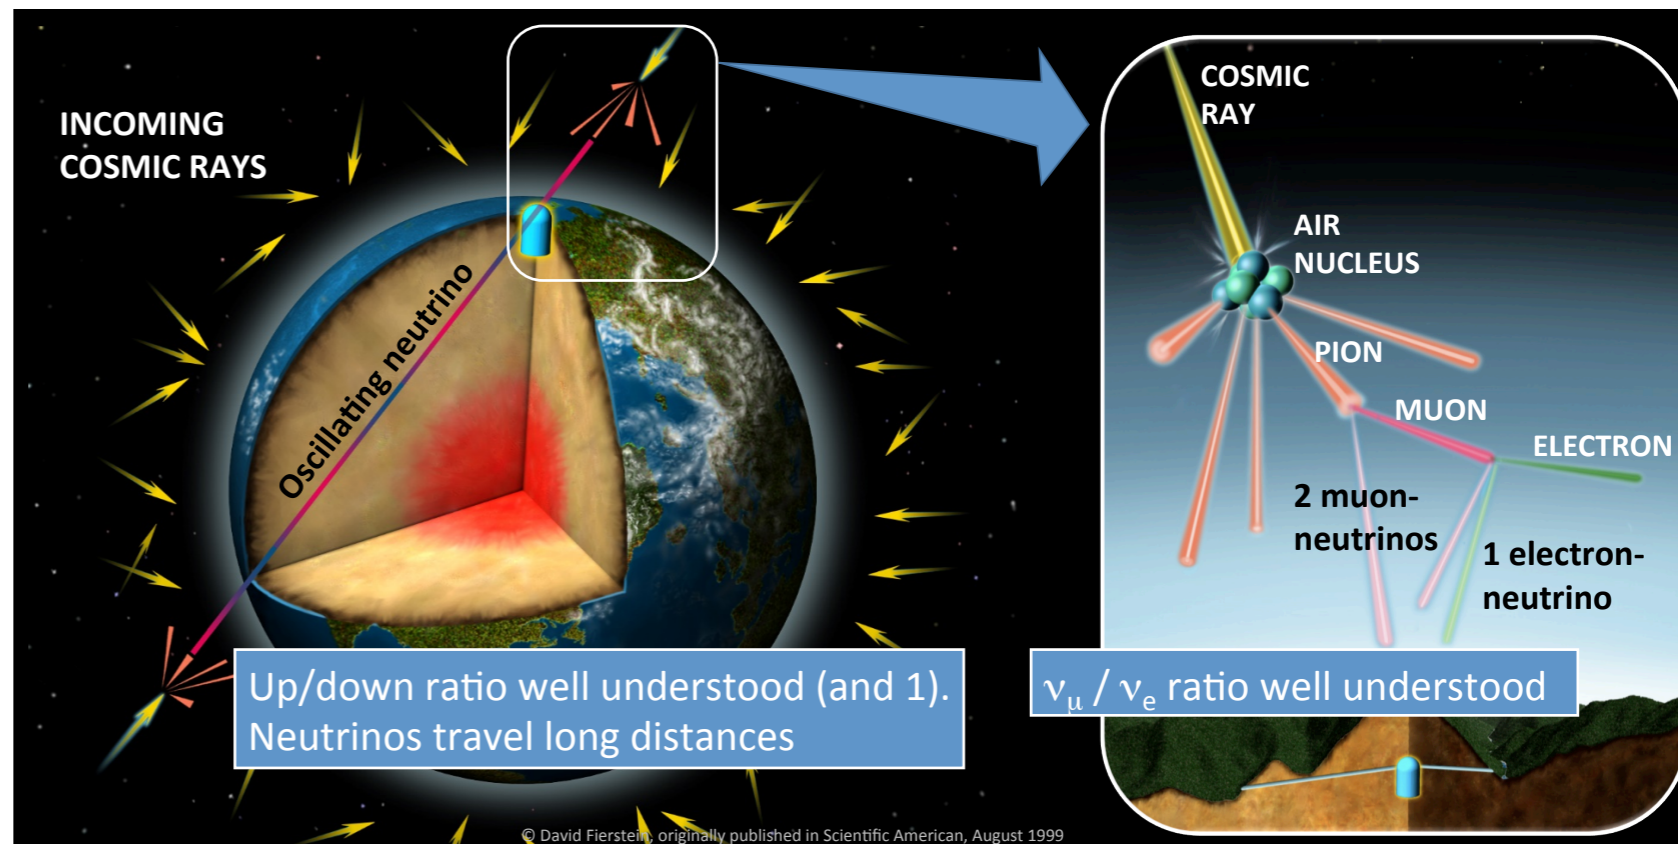 INCOMING
COSMIC RAYS
Oscillating neutrino
Up/down ratio well understood (and 1).
Neutrinos travel long distances
COSMIC
RAY
AIR
NUCLEUS
PION
MUON
ELECTRON
2 muon-
neutrinos
1 electron-
neutrino
νμ / νe ratio well understood
© David Fierstein, originally published in Scientific American, August 1999